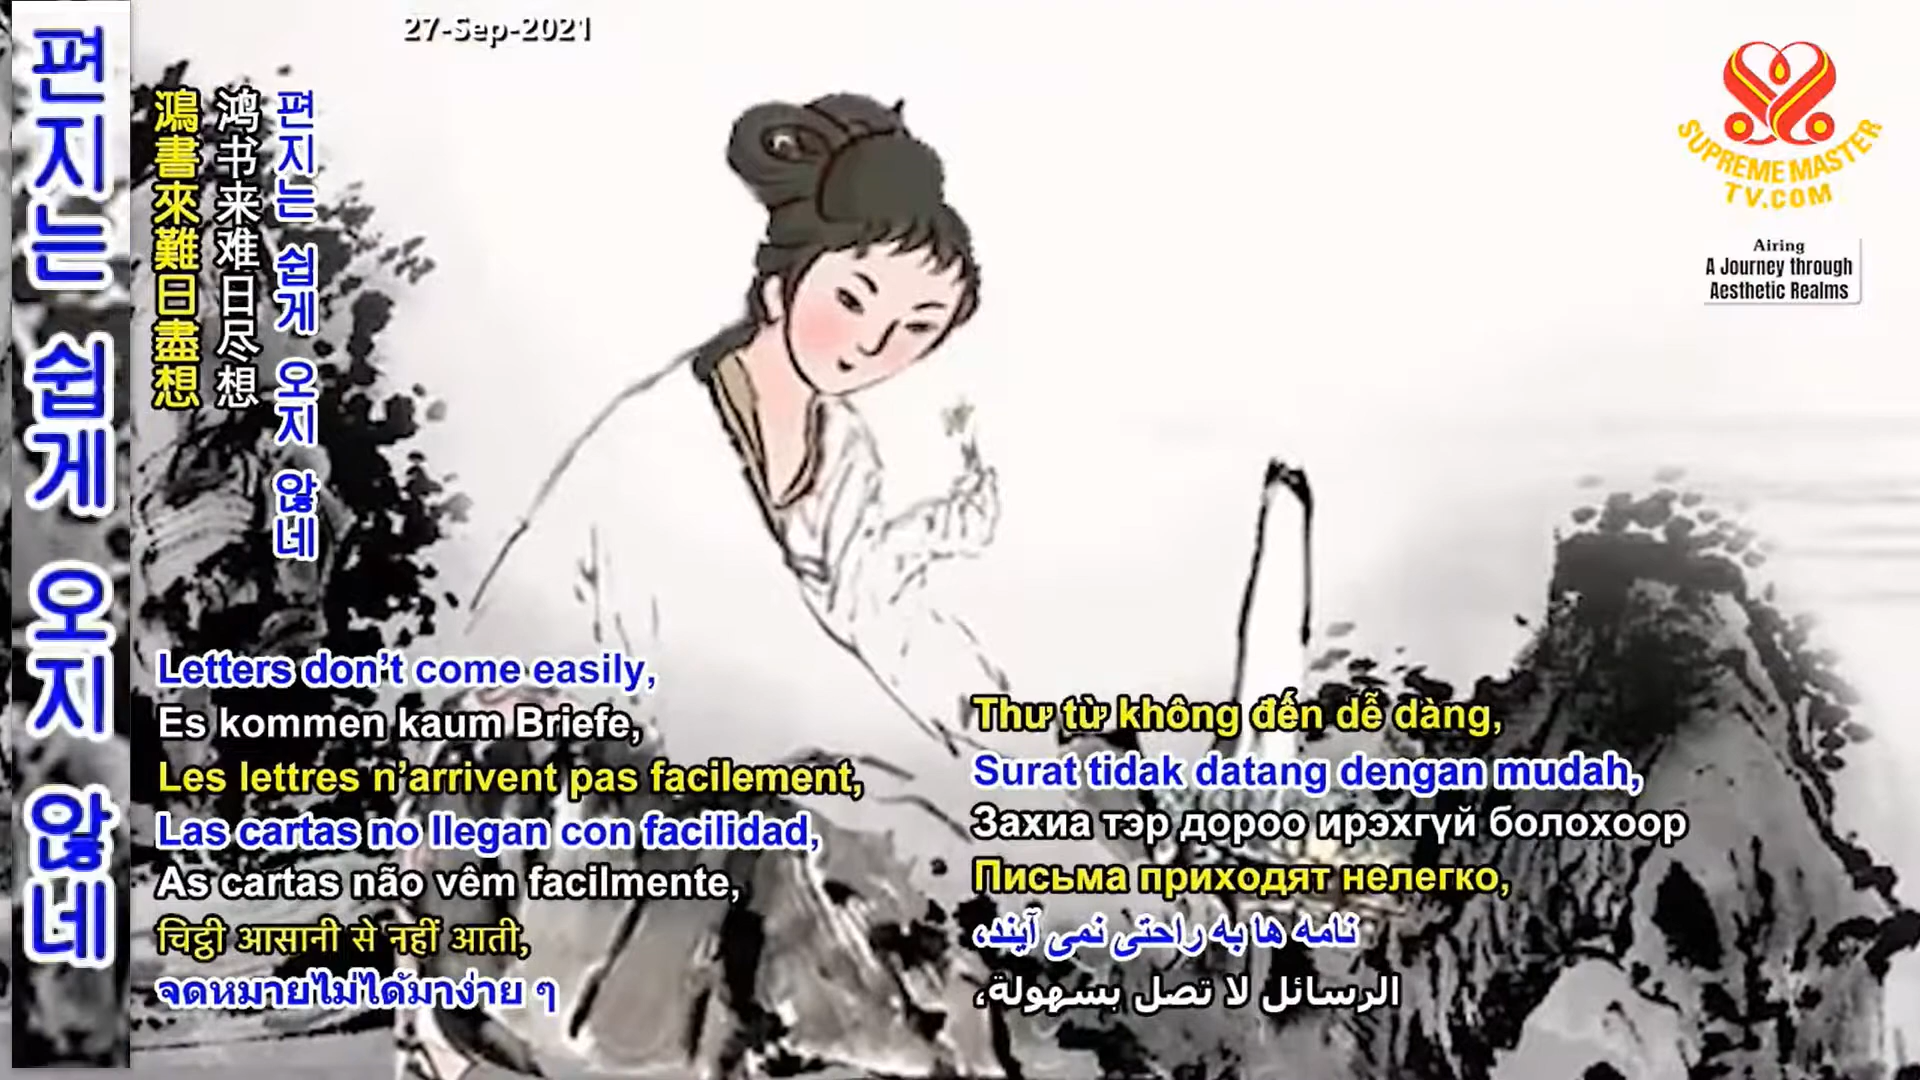 27-Sep-2021
편지는 쉽게 오지 않네
鴻書來難日盡想
鸿书来难日尽想
편지는 쉽게 오지 않네
SUPREME MASTER
TV.COM
Airing
A Journey through
Aesthetic Realms
Letters don't come easily,
Es kommen kaum Briefe,
Les lettres n'arrivent pas facilement,
Las cartas no llegan con facilidad,
As cartas não vêm facilmente,
चिट्ठी आसानी से नहीं आती,
จดหมายไม่ได้มาง่าย ๆ
Thư từ không đến dễ dàng,
Surat tidak datang dengan mudah,
Захиа тэр дороо ирэхгүй болохоор
Письма приходят нелегко,
نامه ها به راحتی نمی آیند،
الرسائل لا تصل بسهولة،